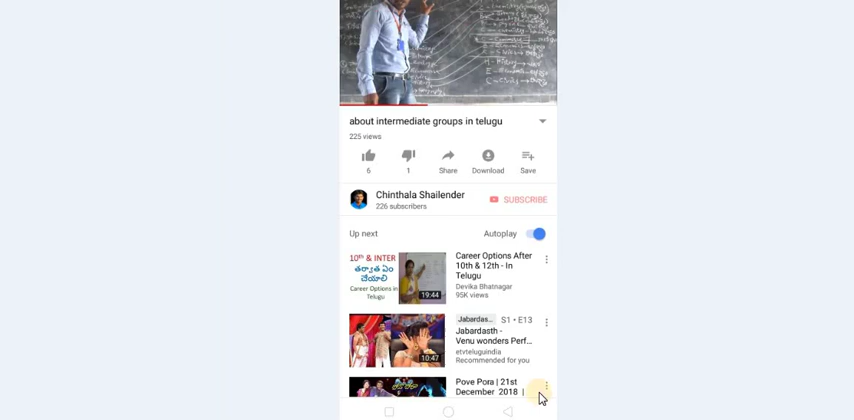 about intermediate groups in telugu
225 views
6
1
Share
Download
Save
Chinthala Shailender
226 subscribers
SUBSCRIBE
Up next
Autoplay
10th & INTER
తర్వాత ఏం
చేయాలి
Career Options in
Telugu
19:44
Career Options After
10th & 12th - In
Telugu
Devika Bhatnagar
95K views
10:47
Jabardas...
S1 • E13
Jabardasth -
Venu wonders Perf...
etvteluguindia
Recommended for you
Pove Pora | 21st
December 2018 |